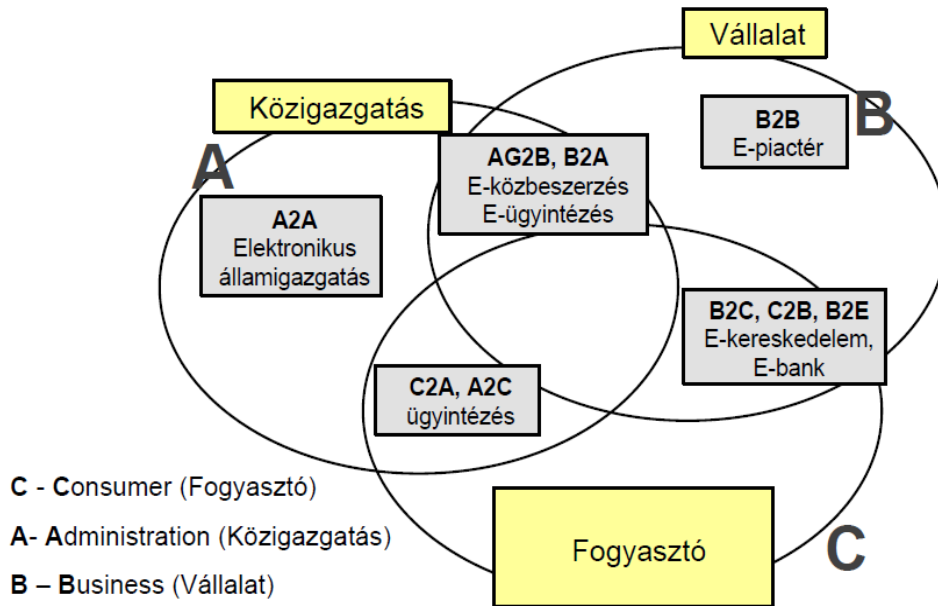 Vállalat
B
B2B
E-piactér
Közigazgatás
A
AG2B, B2A
E-közbeszerzés
E-ügyintézés
A2A
Elektronikus
államigazgatás
B2C, C2B, B2E
E-kereskedelem,
E-bank
C2A, A2C
ügyintézés
C - Consumer (Fogyasztó)
A- Administration (Közigazgatás)
B – Business (Vállalat)
Fogyasztó
C